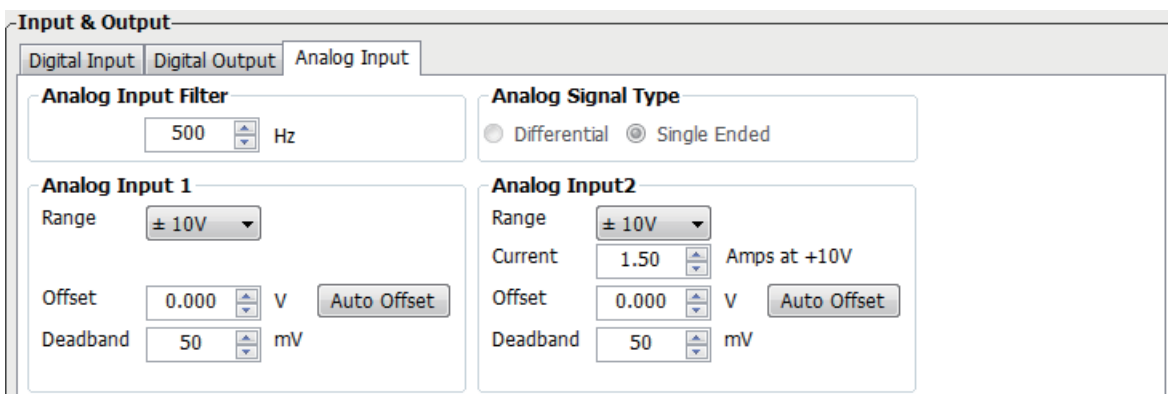 Input & Output
Digital Input Digital Output Analog Input
Analog Input Filter
500 Hz
Analog Signal Type
Differential Single Ended
Analog Input 1
Range ± 10V
Offset 0.000 V Auto Offset
Deadband 50 mV
Analog Input2
Range ± 10V
Current 1.50 Amps at +10V
Offset 0.000 V Auto Offset
Deadband 50 mV